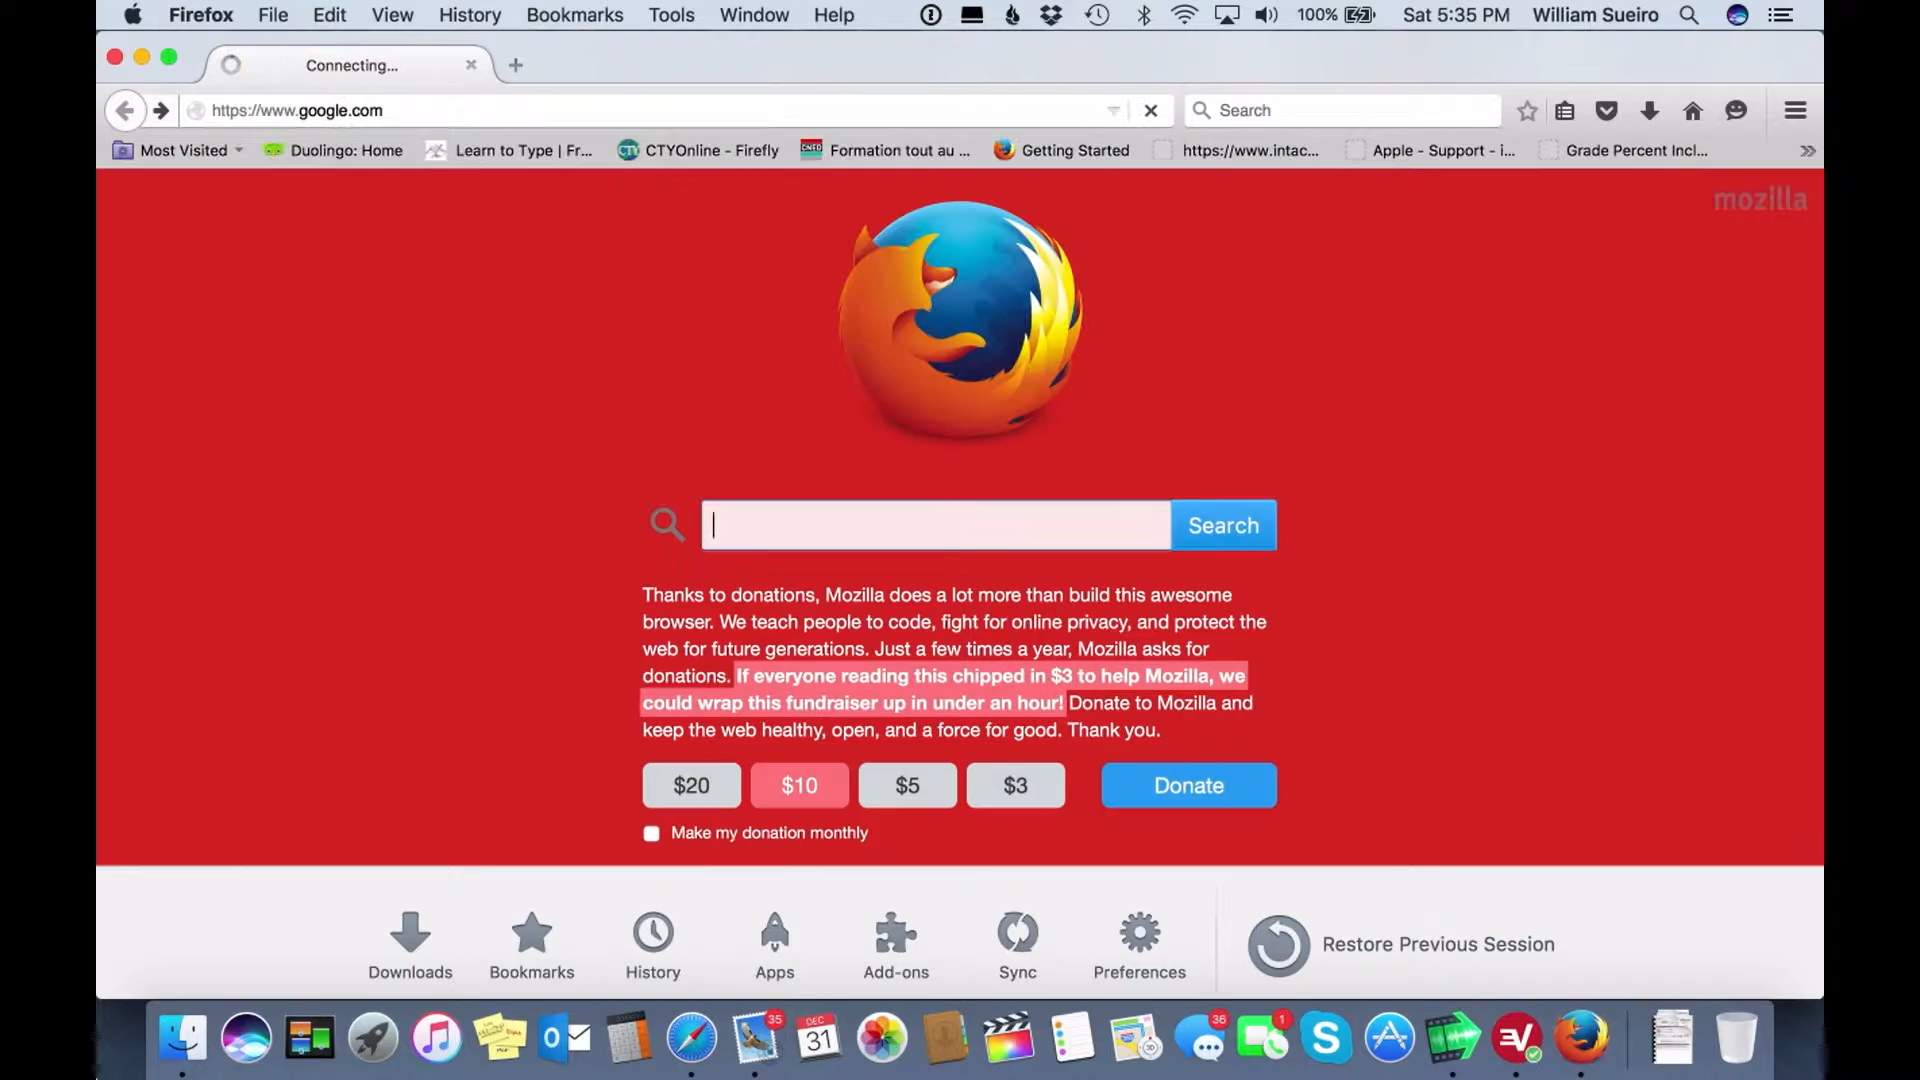 Firefox File Edit View History Bookmarks Tools Window Help 100% Sat 5:35 PM William Sueiro
Connecting...
https://www.google.com
Search
Most Visited Duolingo: Home Learn to Type | Fr... CTYOnline - Firefly Formation tout au ... Getting Started https://www.intac... Apple - Support - i... Grade Percent Incl...
mozilla
Search
Thanks to donations, Mozilla does a lot more than build this awesome
browser. We teach people to code, fight for online privacy, and protect the
web for future generations. Just a few times a year, Mozilla asks for
donations. If everyone reading this chipped in $3 to help Mozilla, we
could wrap this fundraiser up in under an hour! Donate to Mozilla and
keep the web healthy, open, and a force for good. Thank you.
$20 $10 $5 $3 Donate
Make my donation monthly
Downloads Bookmarks History Apps Add-ons Sync Preferences Restore Previous Session
35 DEC 31 36 1